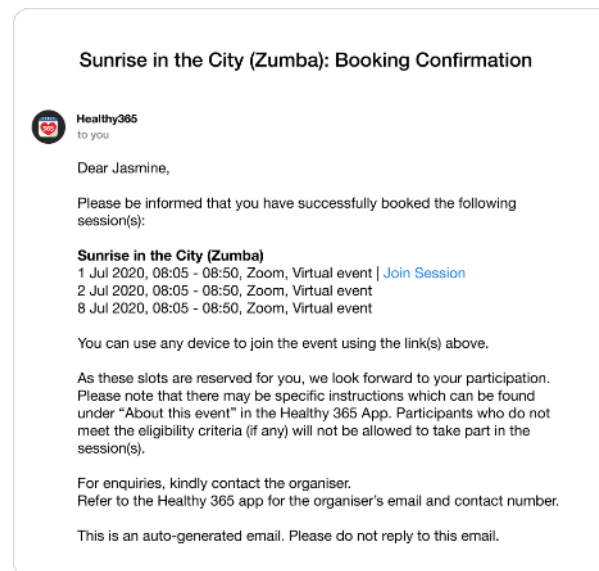 Sunrise in the City (Zumba): Booking Confirmation
365
Healthy365
to you
Dear Jasmine,
Please be informed that you have successfully booked the following
session(s):
Sunrise in the City (Zumba)
1 Jul 2020, 08:05 - 08:50, Zoom, Virtual event | Join Session
2 Jul 2020, 08:05 - 08:50, Zoom, Virtual event
8 Jul 2020, 08:05 - 08:50, Zoom, Virtual event
You can use any device to join the event using the link(s) above.
As these slots are reserved for you, we look forward to your participation.
Please note that there may be specific instructions which can be found
under “About this event” in the Healthy 365 App. Participants who do not
meet the eligibility criteria (if any) will not be allowed to take part in the
session(s).
For enquiries, kindly contact the organiser.
Refer to the Healthy 365 app for the organiser’s email and contact number.
This is an auto-generated email. Please do not reply to this email.